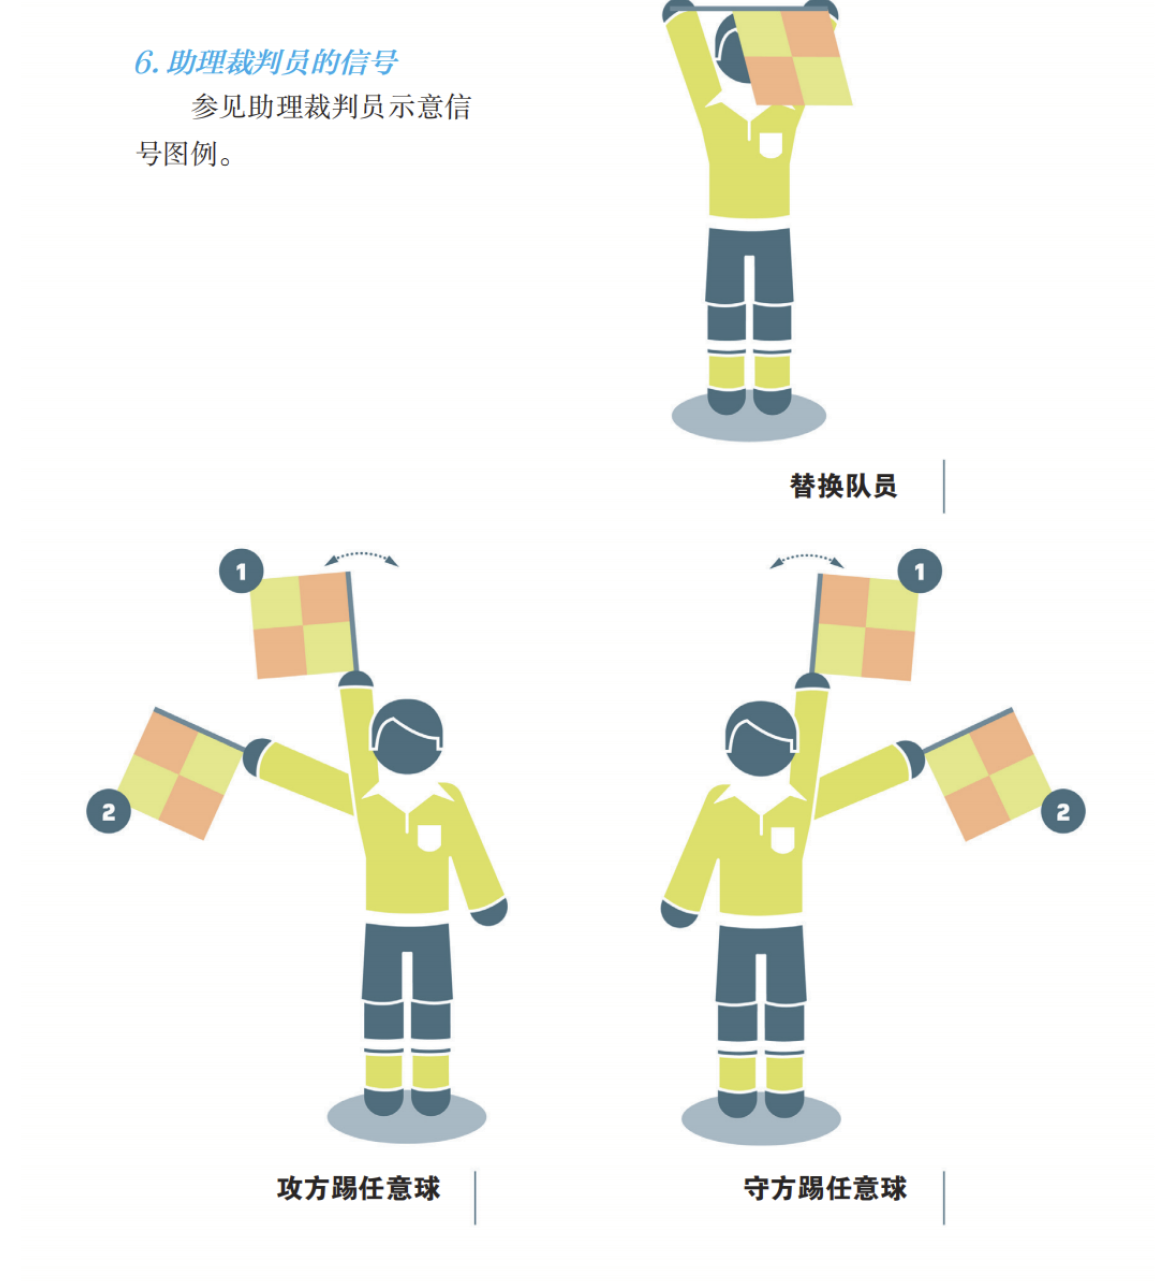 6. 助理裁判员的信号
参见助理裁判员示意信
号图例。
替换队员
1
2
1
2
攻方踢任意球
守方踢任意球